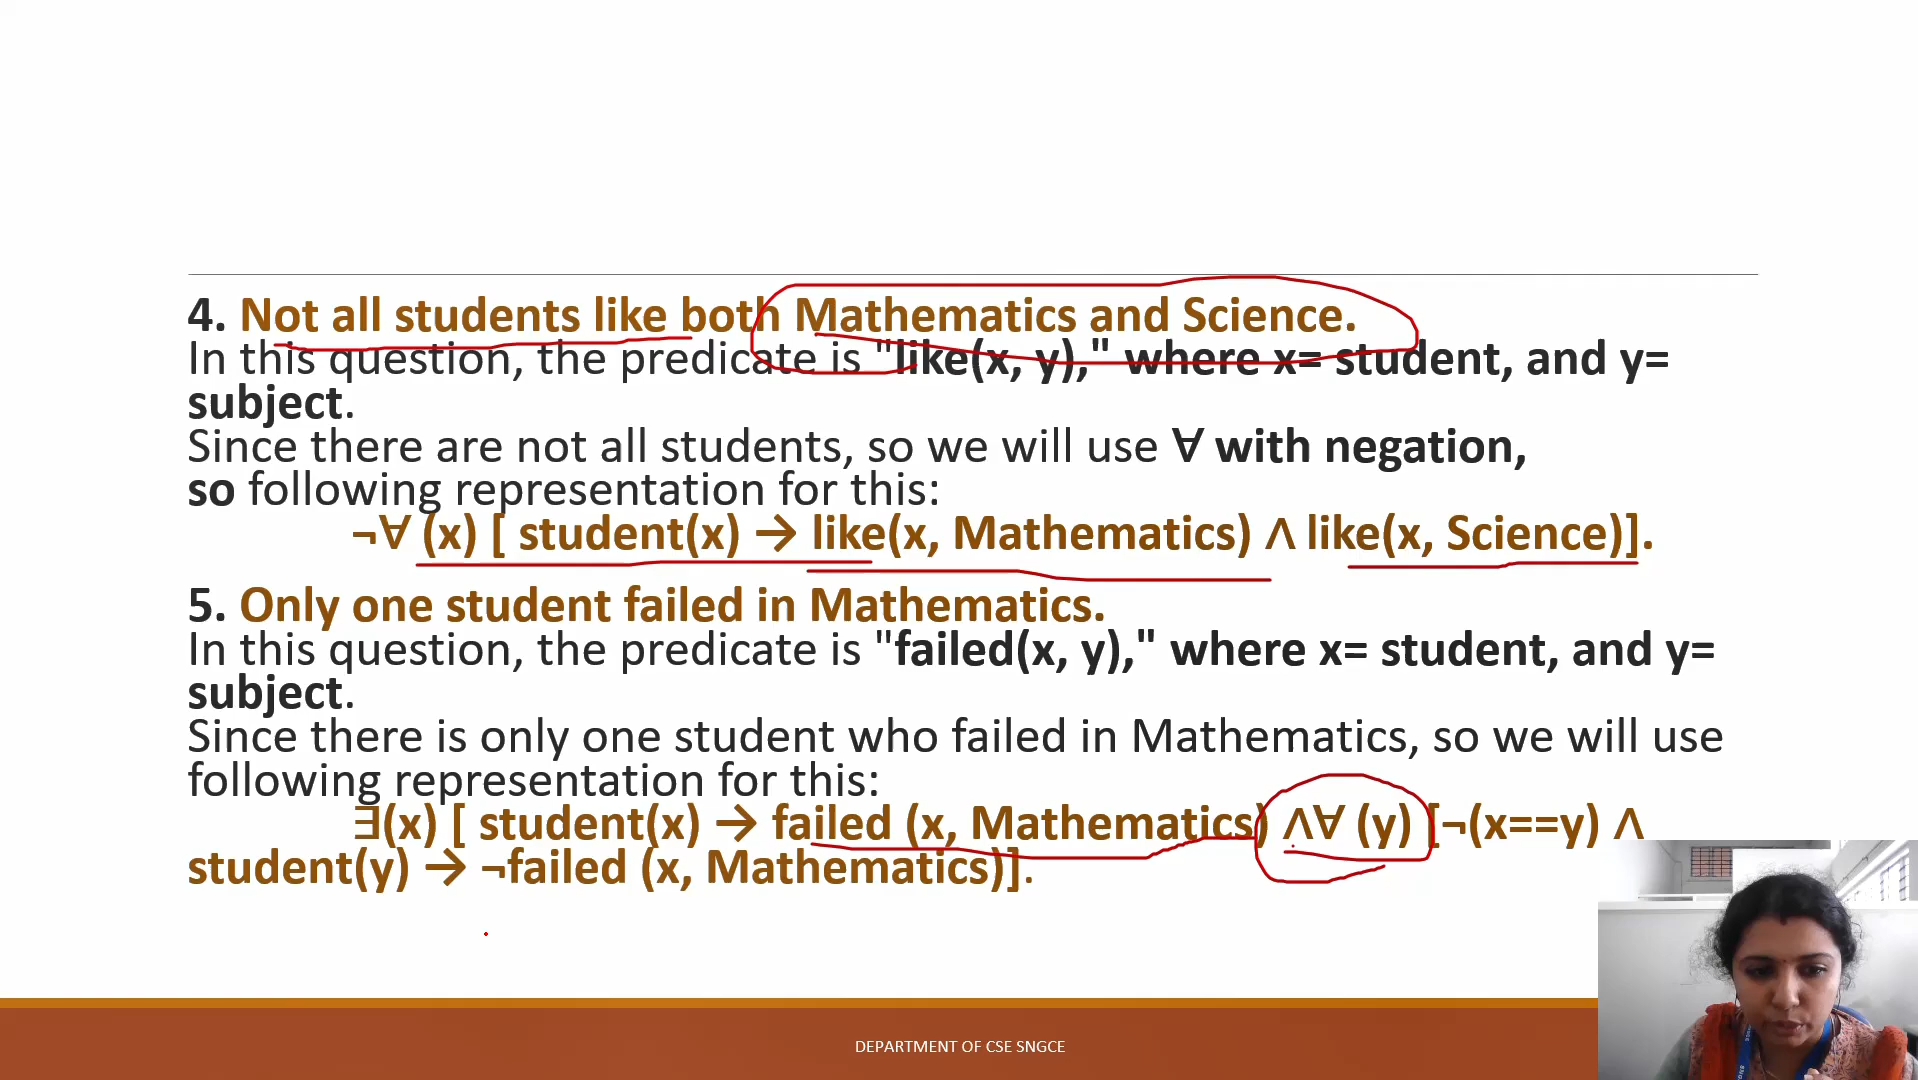 4. Not all students like both Mathematics and Science.
In this question, the predicate is "like(x, y)," where x= student, and y=
subject.
Since there are not all students, so we will use ∀ with negation,
so following representation for this:
¬∀ (x) [ student(x) → like(x, Mathematics) ∧ like(x, Science)].
5. Only one student failed in Mathematics.
In this question, the predicate is "failed(x, y)," where x= student, and y=
subject.
Since there is only one student who failed in Mathematics, so we will use
following representation for this:
∃(x) [ student(x) → failed (x, Mathematics) ∧∀ (y) [¬(x==y) ∧
student(y) → ¬failed (x, Mathematics)].
DEPARTMENT OF CSE SNGCE